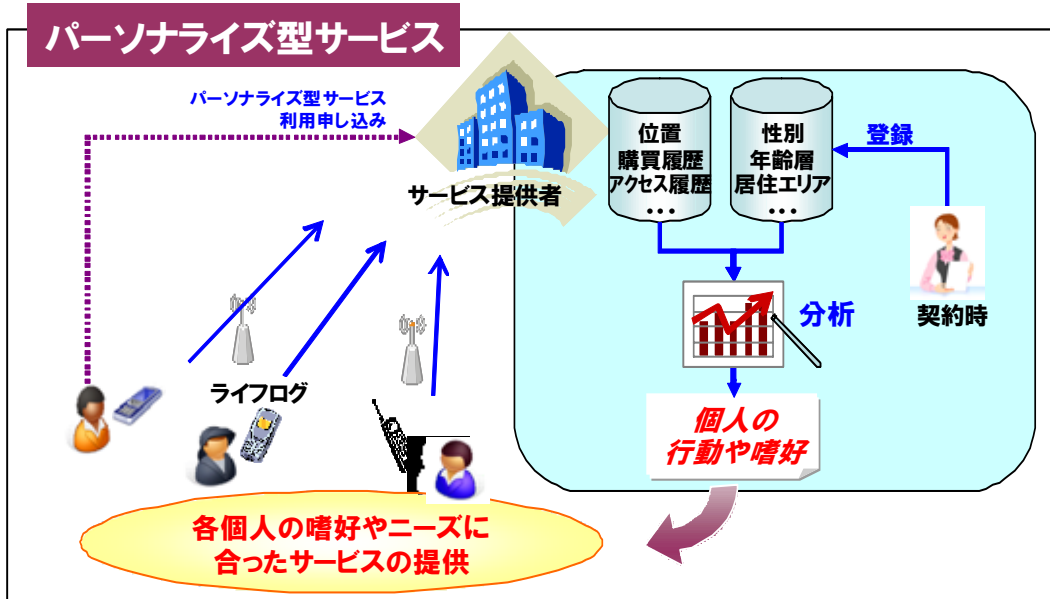 パーソナライズ型サービス
パーソナライズ型サービス
利用申し込み
サービス提供者
位置
購買履歴
アクセス履歴
・・・
性別
年齢層
居住エリア
・・・
登録
契約時
分析
ライフログ
個人の
行動や嗜好
各個人の嗜好やニーズに
合ったサービスの提供